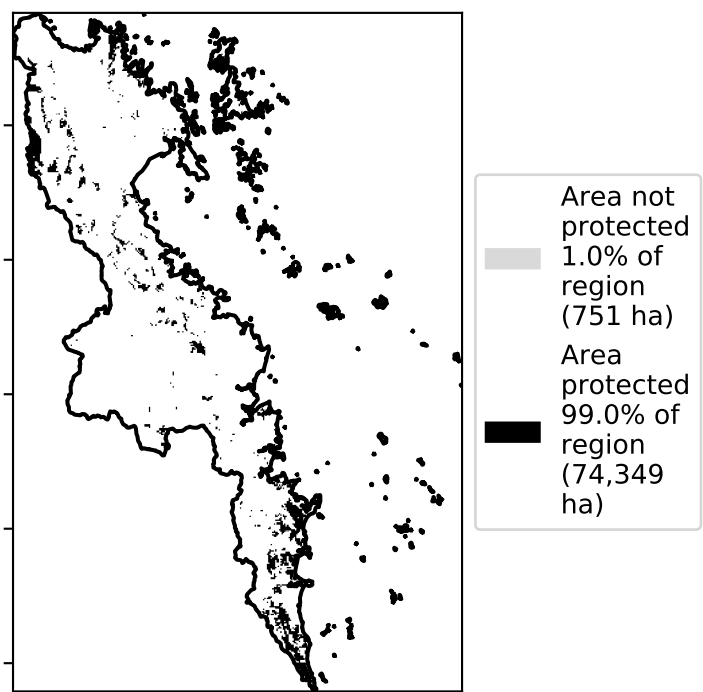 Area not
protected
1.0% of
region
(751 ha)
Area
protected
99.0% of
region
(74,349
ha)